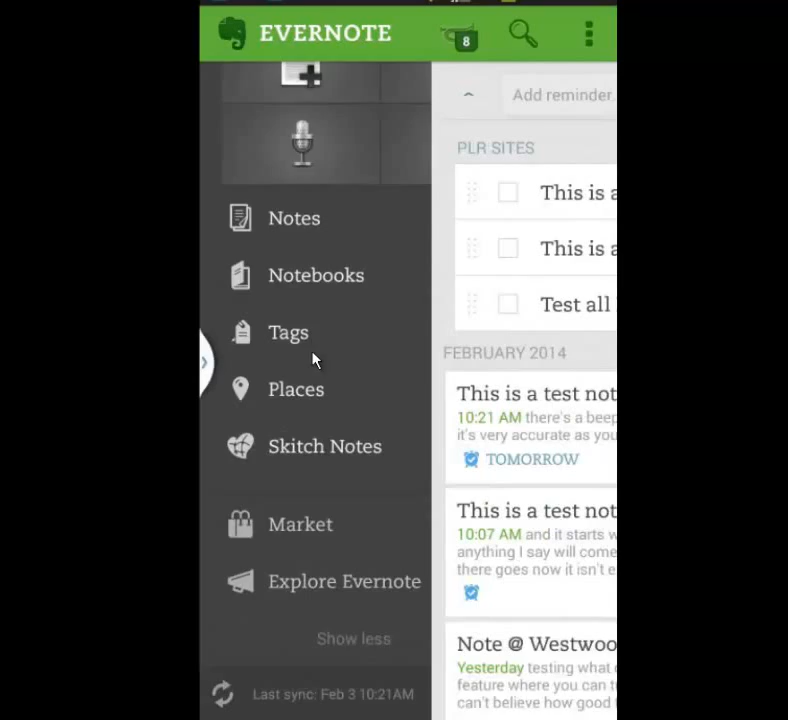 EVERNOTE
8
Notes
Notebooks
Tags
Places
Skitch Notes
Market
Explore Evernote
Show less
Last sync: Feb 3 10:21AM
Add reminder.
PLR SITES
This is a
This is a
Test all
FEBRUARY 2014
This is a test not
10:21 AM there's a beep
it's very accurate as you
TOMORROW
This is a test not
10:07 AM and it starts w
anything I say will come
there goes now it isn't e
Note @ Westwoo
Yesterday testing what
feature where you can t
can't believe how good